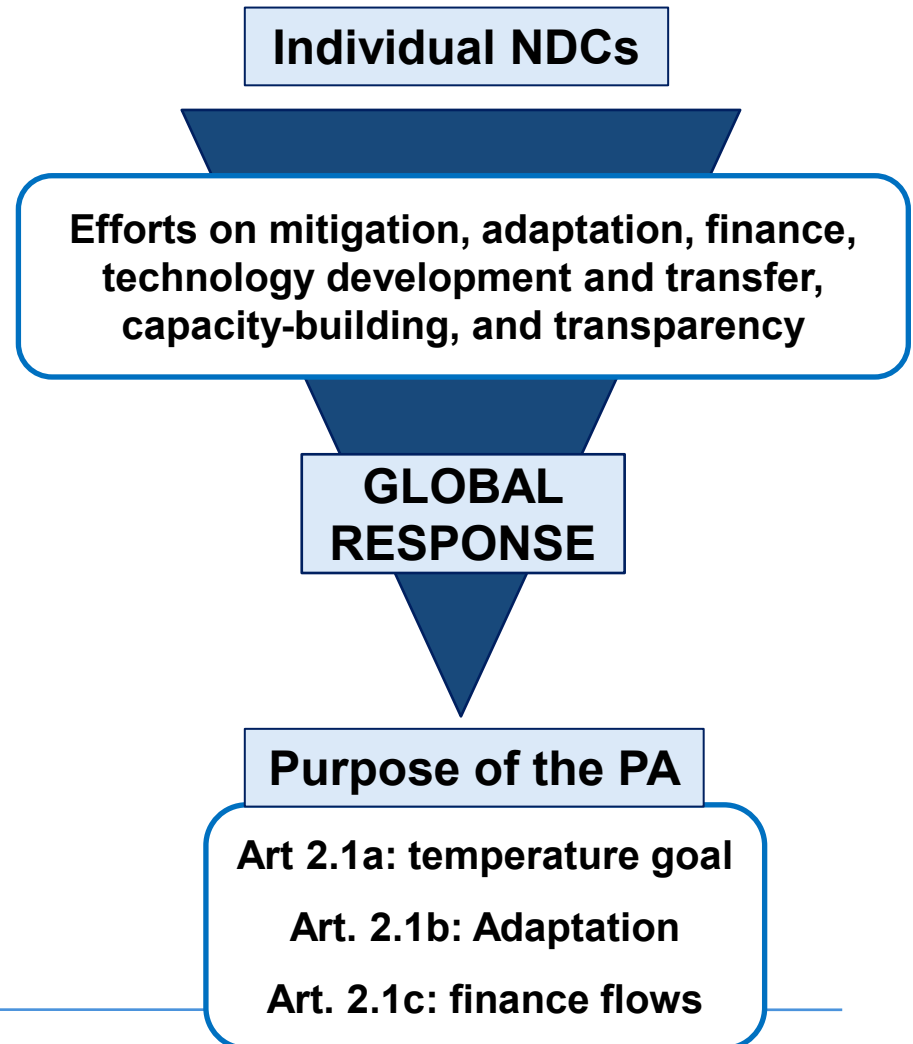 Individual NDCs
Efforts on mitigation, adaptation, finance,
technology development and transfer,
capacity-building, and transparency
GLOBAL
RESPONSE
Purpose of the PA
Art 2.1a: temperature goal
Art. 2.1b: Adaptation
Art. 2.1c: finance flows